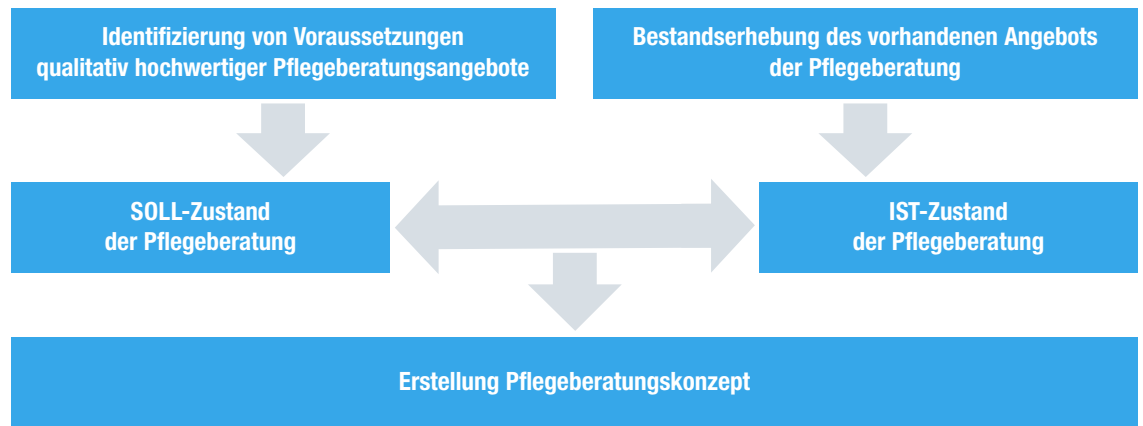 Identifizierung von Voraussetzungen
qualitativ hochwertiger Pflegeberatungsangebote
Bestandserhebung des vorhandenen Angebots
der Pflegeberatung
SOLL-Zustand
der Pflegeberatung
IST-Zustand
der Pflegeberatung
Erstellung Pflegeberatungskonzept